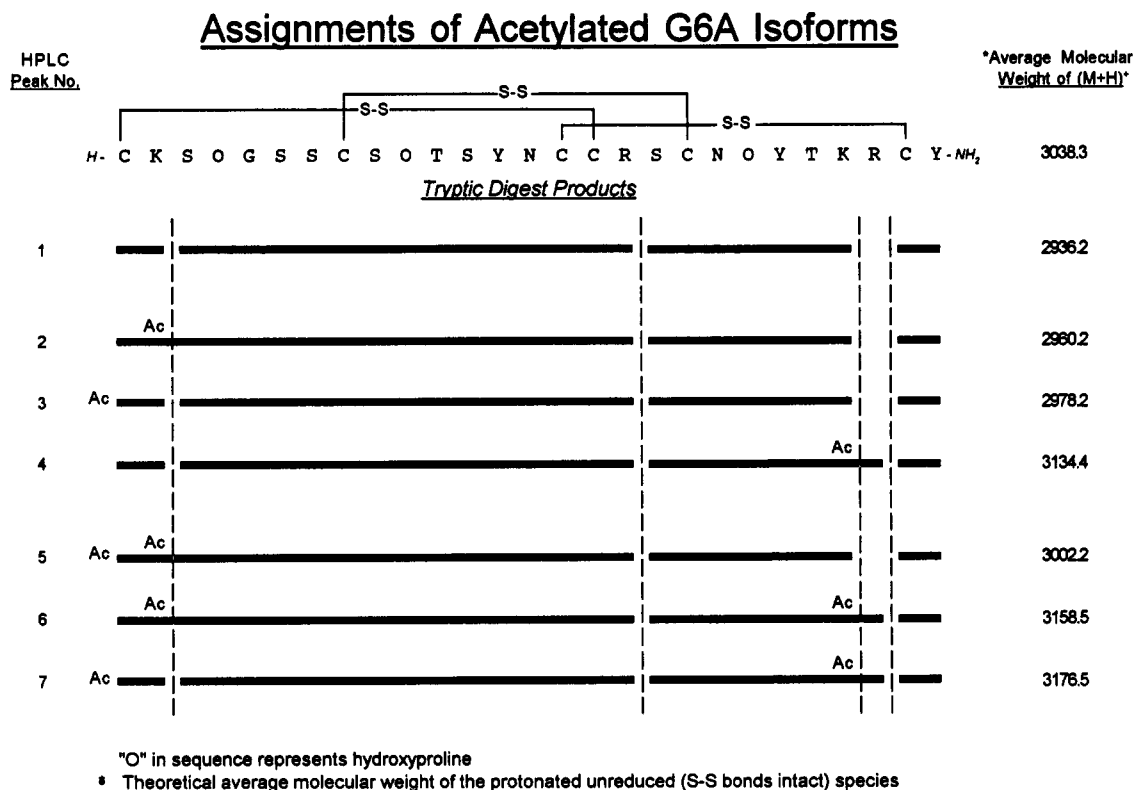 Assignments of Acetylated G6A Isoforms
HPLC
Peak No.
*Average Molecular
Weight of (M+H)+
S-S
S-S
S-S
H- C K S O G S S C S O T S Y N C C R S C N O Y T K R C Y - NH2
3038.3
Tryptic Digest Products
1
2936.2
Ac
2
2960.2
3
Ac
2978.2
Ac
4
3134.4
Ac
5
Ac
3002.2
Ac
Ac
6
3158.5
Ac
7
Ac
3176.5
"O" in sequence represents hydroxyproline
* Theoretical average molecular weight of the protonated unreduced (S-S bonds intact) species